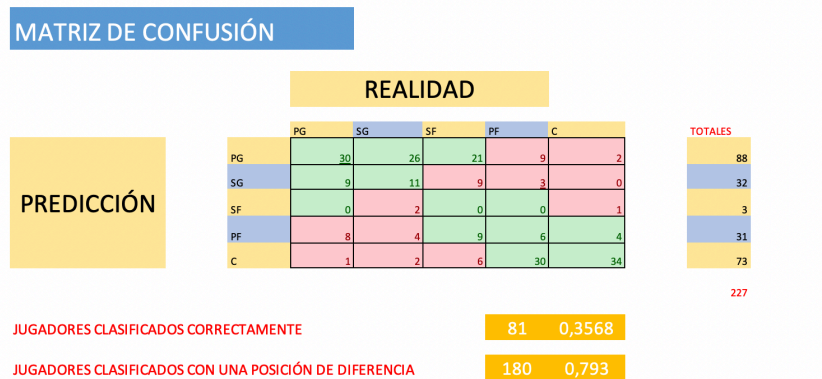 MATRIZ DE CONFUSIÓN
REALIDAD
PG SG SF PF C TOTALES
PG 30 26 21 9 2 88
SG 9 11 9 3 0 32
PREDICCIÓN
SF 0 2 0 0 1 3
PF 8 4 9 6 4 31
C 1 2 6 30 34 73
227
JUGADORES CLASIFICADOS CORRECTAMENTE 81 0,3568
JUGADORES CLASIFICADOS CON UNA POSICIÓN DE DIFERENCIA 180 0,793